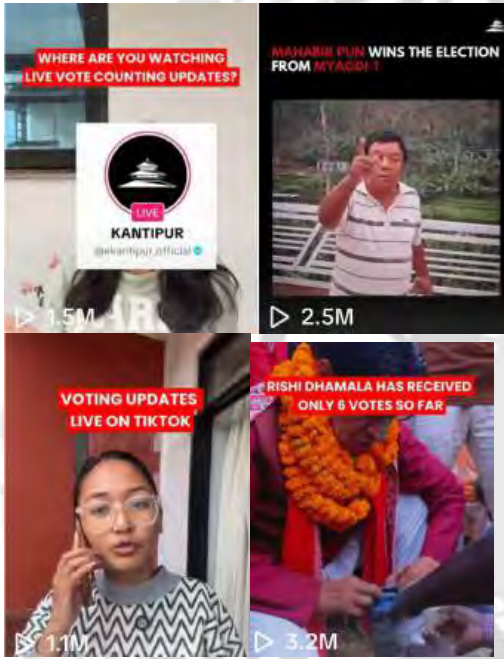 WHERE ARE YOU WATCHING
LIVE VOTE COUNTING UPDATES?
LIVE
KANTIPUR
@ekantipur_official
1.5M
MAHABIR PUN WINS THE ELECTION
FROM MYAGDI-1
2.5M
VOTING UPDATES
LIVE ON TIKTOK
1.1M
RISHI DHAMALA HAS RECEIVED
ONLY 6 VOTES SO FAR
3.2M